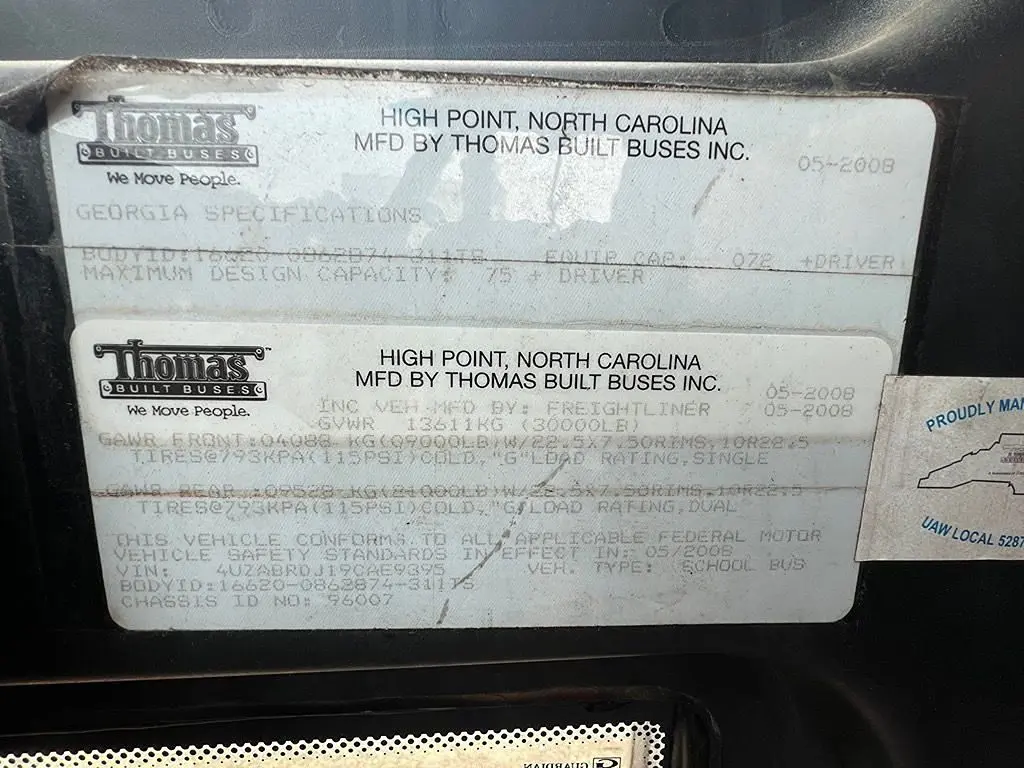 Thomas
BUILT BUSES
We Move People.
HIGH POINT, NORTH CAROLINA
MFD BY THOMAS BUILT BUSES INC.
05-2008
GEORGIA SPECIFICATIONS
BODYID:16620-0862874-311TS EQUIP CAP: 072 +DRIVER
MAXIMUM DESIGN CAPACITY: 75 + DRIVER
Thomas
BUILT BUSES
We Move People.
HIGH POINT, NORTH CAROLINA
MFD BY THOMAS BUILT BUSES INC.
05-2008
INC VEH MFD BY: FREIGHTLINER 05-2008
GVWR 13611KG (30000LB)
GAWR FRONT:04088 KG(09000LB)W/22.5X7.50RIMS,10R22.5
TIRES@793KPA(115PSI)COLD,"G"LOAD RATING,SINGLE
GAWR REAR :09528 KG(21000LB)W/22.5X7.50RIMS,10R22.5
TIRES@793KPA(115PSI)COLD,"G"LOAD RATING,DUAL
THIS VEHICLE CONFORMS TO ALL APPLICABLE FEDERAL MOTOR
VEHICLE SAFETY STANDARDS IN EFFECT IN: 05/2008
VIN: 4UZABRDJ19CAE9395 VEH. TYPE: SCHOOL BUS
BODYID:16620-0862874-311TS
CHASSIS ID NO: 96007
PROUDLY
UAW LOCAL 5287
GUARDIAN